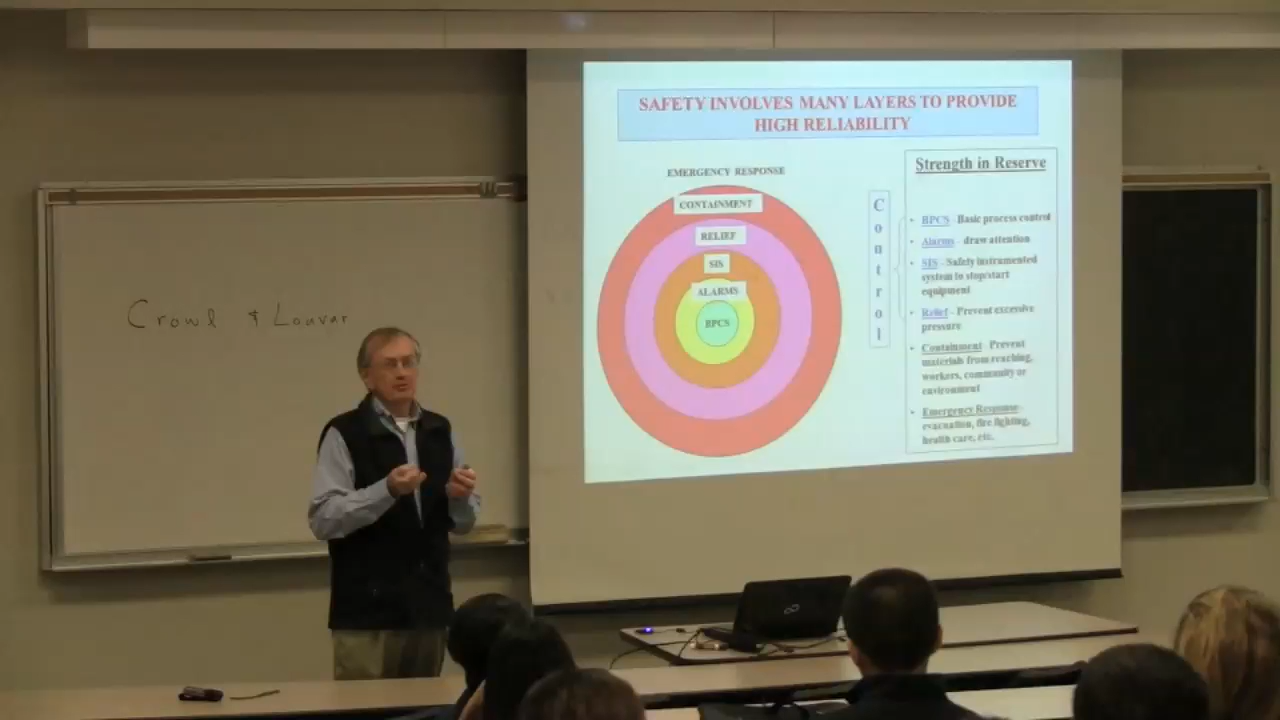 Crowl & Louvar
SAFETY INVOLVES MANY LAYERS TO PROVIDE
HIGH RELIABILITY
EMERGENCY RESPONSE
CONTAINMENT
RELIEF
SIS
ALARMS
BPCS
C
o
n
t
r
o
l
Strength in Reserve
• BPCS - Basic process control
• Alarms - draw attention
• SIS - Safety instrumented
system to stop/start
equipment
• Relief - Prevent excessive
pressure
• Containment - Prevent
materials from reaching,
workers, community or
environment
• Emergency Response -
evacuation, fire fighting,
health care, etc.